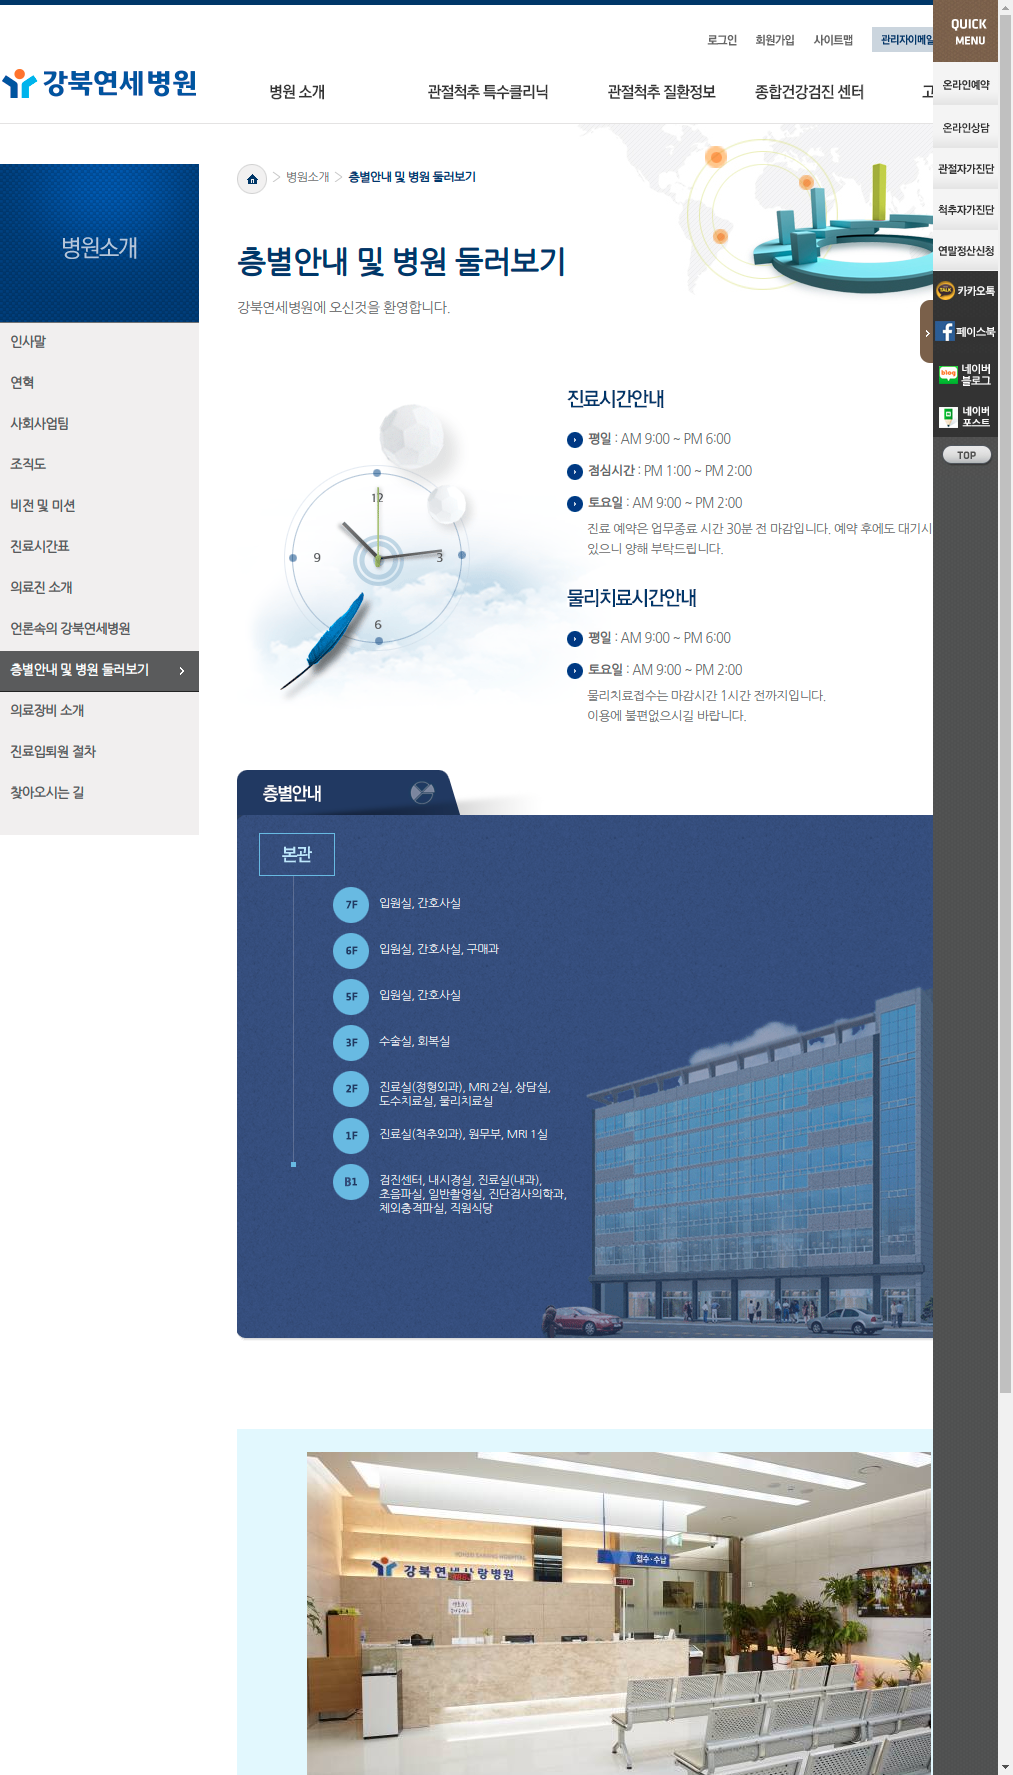 로그인
회원가입
사이트맵
관리자이메일
강북연세병원
병원 소개
관절척추 특수클리닉
관절척추 질환정보
종합건강검진 센터
고
QUICK
MENU
온라인예약
온라인상담
관절자가진단
척추자가진단
연말정산신청
TALK
카카오톡
페이스북
blog
네이버
블로그
네이버
포스트
TOP
병원소개
인사말
연혁
사회사업팀
조직도
비전 및 미션
진료시간표
의료진 소개
언론속의 강북연세병원
층별안내 및 병원 둘러보기
의료장비 소개
진료입퇴원 절차
찾아오시는 길
> 병원소개 > 층별안내 및 병원 둘러보기
층별안내 및 병원 둘러보기
강북연세병원에 오신것을 환영합니다.
12
9
3
6
진료시간안내
평일 : AM 9:00 ~ PM 6:00
점심시간 : PM 1:00 ~ PM 2:00
토요일 : AM 9:00 ~ PM 2:00
진료 예약은 업무종료 시간 30분 전 마감입니다. 예약 후에도 대기시
있으니 양해 부탁드립니다.
물리치료시간안내
평일 : AM 9:00 ~ PM 6:00
토요일 : AM 9:00 ~ PM 2:00
물리치료접수는 마감시간 1시간 전까지입니다.
이용에 불편없으시길 바랍니다.
층별안내
본관
7F 입원실, 간호사실
6F 입원실, 간호사실, 구매과
5F 입원실, 간호사실
3F 수술실, 회복실
2F 진료실(정형외과), MRI 2실, 상담실,
도수치료실, 물리치료실
1F 진료실(척추외과), 원무부, MRI 1실
B1 검진센터, 내시경실, 진료실(내과),
초음파실, 일반촬영실, 진단검사의학과,
체외충격파실, 직원식당
접수·수납
강북연세사랑병원